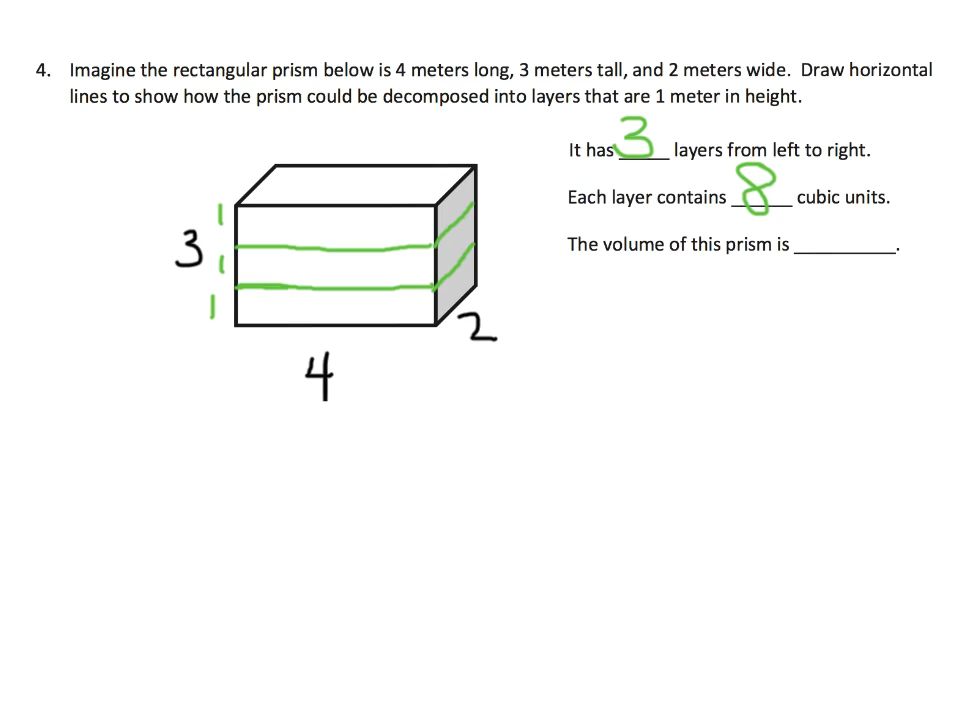 4. Imagine the rectangular prism below is 4 meters long, 3 meters tall, and 2 meters wide. Draw horizontal
lines to show how the prism could be decomposed into layers that are 1 meter in height.
It has 3 layers from left to right.
Each layer contains 8 cubic units.
The volume of this prism is __________.
1
3
1
1
2
4